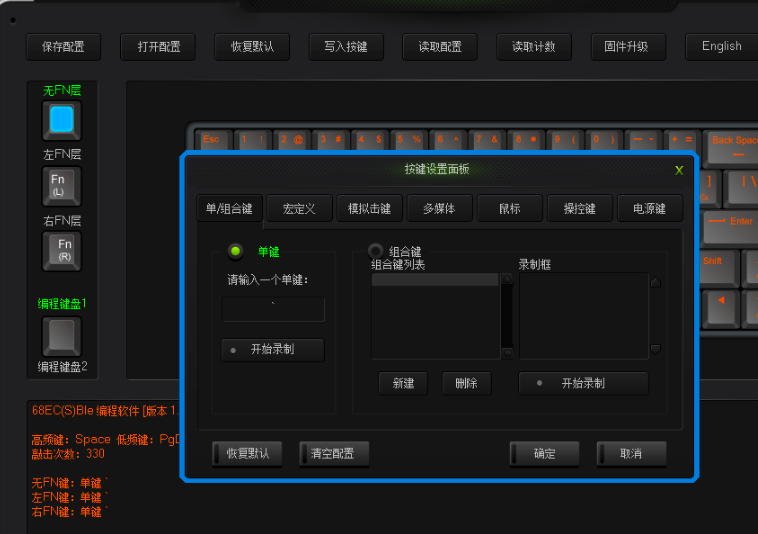 保存配置 打开配置 恢复默认 写入按键 读取配置 读取计数 固件升级 English
无FN层
左FN层
Fn
(L)
右FN层
Fn
(R)
编程键盘1
编程键盘2
Esc 1 ! 2 @ 3 # 4 $ 5 % 6 ^ 7 & 8 * 9 ( 0 ) — - + = Back Spac
] | \
Enter
Shift
按键设置面板 X
单/组合键 宏定义 模拟击键 多媒体 鼠标 操控键 电源键
单键 组合键
组合键列表 录制框
请输入一个单键:
`
开始录制
新建 删除 开始录制
恢复默认 清空配置 确定 取消
68EC(S)Ble 编程软件 [版本 1.
高频键: Space 低频键: PgD
敲击次数: 330
无FN键: 单键 `
左FN键: 单键 `
右FN键: 单键 `